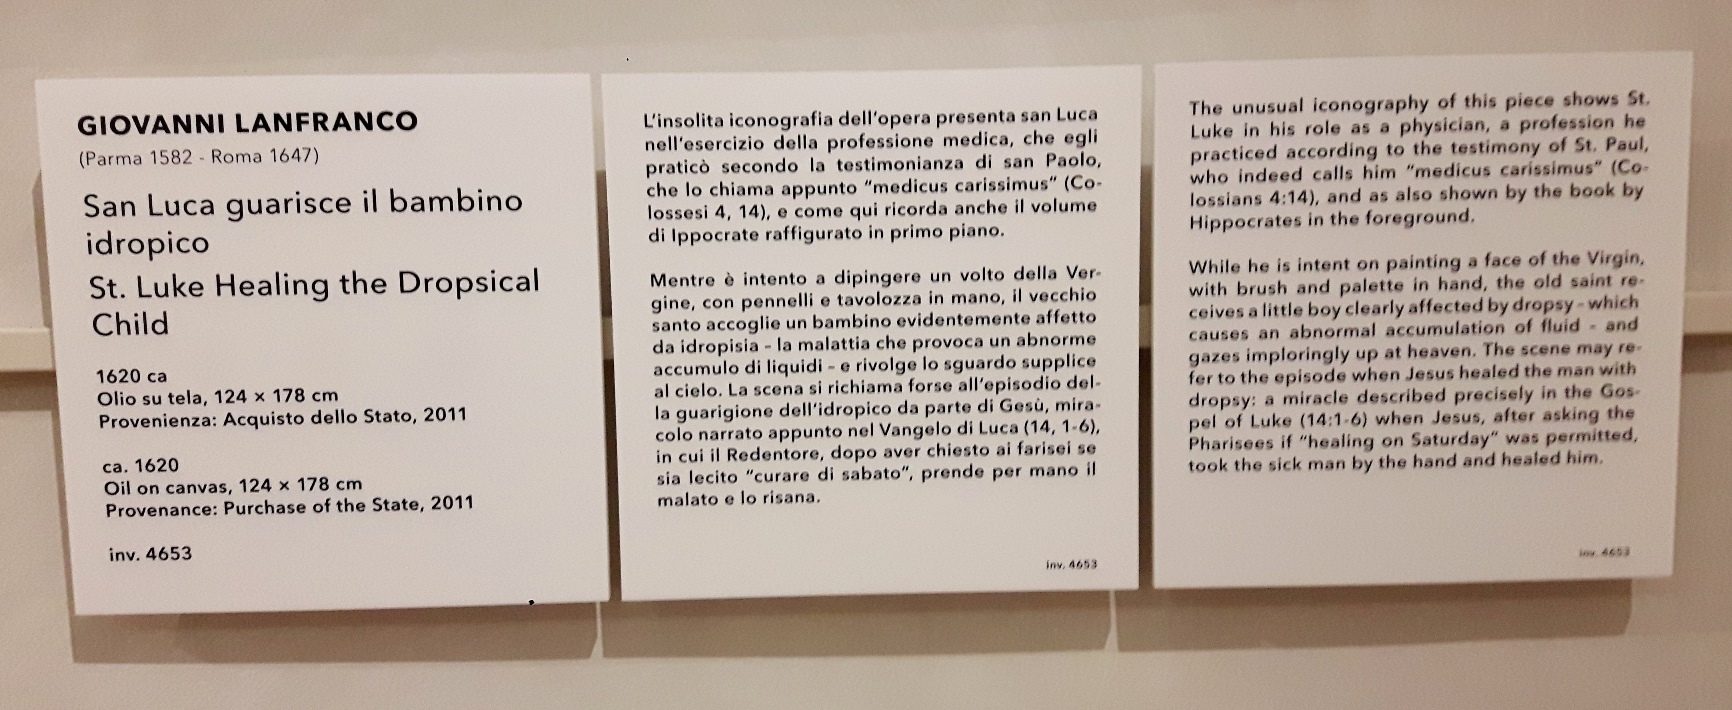 GIOVANNI LANFRANCO
(Parma 1582 - Roma 1647)
San Luca guarisce il bambino
idropico
St. Luke Healing the Dropsical
Child
1620 ca
Olio su tela, 124 × 178 cm
Provenienza: Acquisto dello Stato, 2011
ca. 1620
Oil on canvas, 124 × 178 cm
Provenance: Purchase of the State, 2011
inv. 4653
L'insolita iconografia dell'opera presenta san Luca
nell'esercizio della professione medica, che egli
praticò secondo la testimonianza di san Paolo,
che lo chiama appunto "medicus carissimus" (Co-
lossesi 4, 14), e come qui ricorda anche il volume
di Ippocrate raffigurato in primo piano.
Mentre è intento a dipingere un volto della Ver-
gine, con pennelli e tavolozza in mano, il vecchio
santo accoglie un bambino evidentemente affetto
da idropisia – la malattia che provoca un abnorme
accumulo di liquidi – e rivolge lo sguardo supplice
al cielo. La scena si richiama forse all'episodio del-
la guarigione dell'idropico da parte di Gesù, mira-
colo narrato appunto nel Vangelo di Luca (14, 1-6),
in cui il Redentore, dopo aver chiesto ai farisei se
sia lecito "curare di sabato", prende per mano il
malato e lo risana.
inv. 4653
The unusual iconography of this piece shows St.
Luke in his role as a physician, a profession he
practiced according to the testimony of St. Paul,
who indeed calls him "medicus carissimus" (Co-
lossians 4:14), and as also shown by the book by
Hippocrates in the foreground.
While he is intent on painting a face of the Virgin,
with brush and palette in hand, the old saint re-
ceives a little boy clearly affected by dropsy – which
causes an abnormal accumulation of fluid – and
gazes imploringly up at heaven. The scene may re-
fer to the episode when Jesus healed the man with
dropsy: a miracle described precisely in the Gos-
pel of Luke (14:1-6) when Jesus, after asking the
Pharisees if "healing on Saturday" was permitted,
took the sick man by the hand and healed him.
inv. 4653